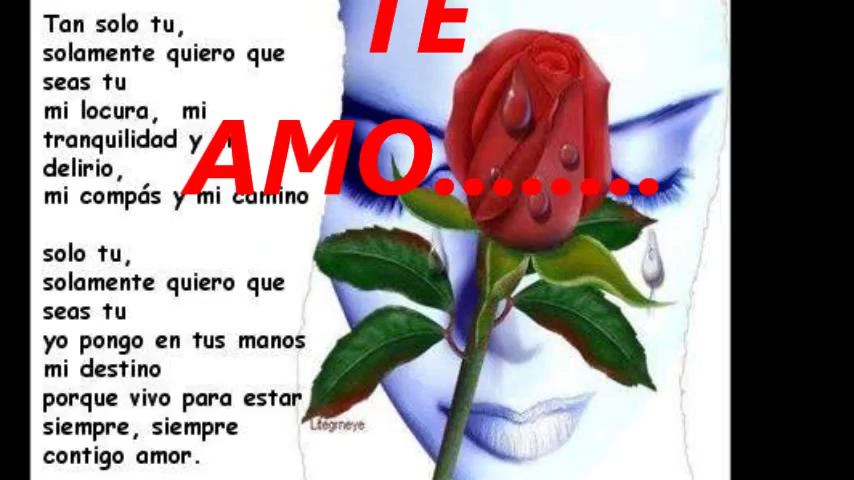 Tan solo tu,
solamente quiero que
seas tu
mi locura, mi
tranquilidad y
delirio,
mi compás y mi camino
solo tu,
solamente quiero que
seas tu
yo pongo en tus manos
mi destino
porque vivo para estar
siempre, siempre
contigo amor.
TE
AMO........